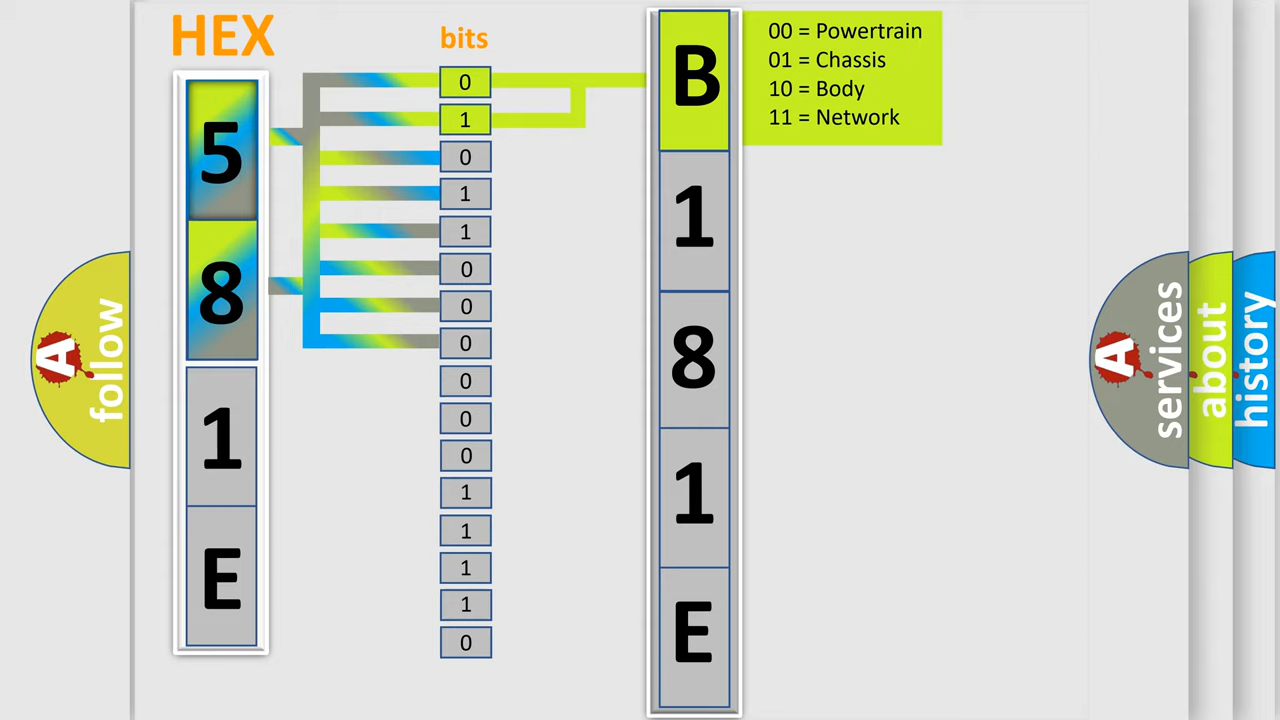 HEX
bits
5
8
1
E
0
1
0
1
1
0
0
0
0
0
0
1
1
1
1
0
B
1
8
1
E
00 = Powertrain
01 = Chassis
10 = Body
11 = Network
A
follow
A
services
about
history